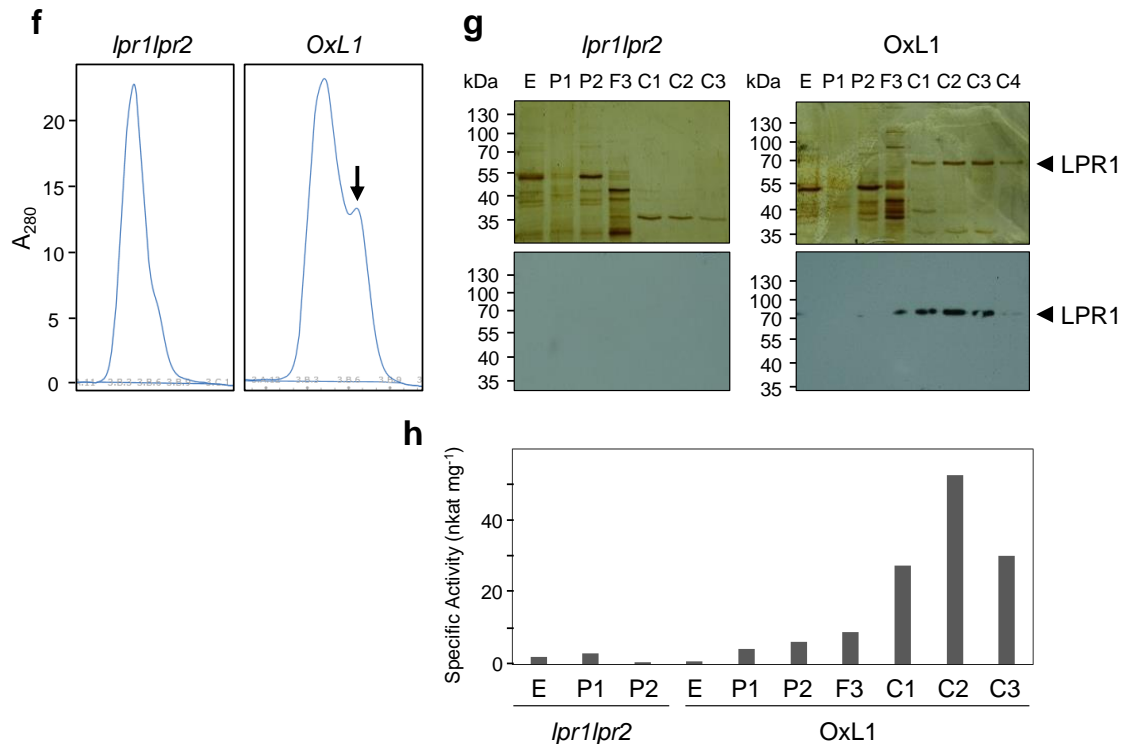 f
lpr1lpr2
OxL1
A280
20
15
10
5
0
g
lpr1lpr2
OxL1
kDa
E P1 P2 F3 C1 C2 C3
kDa
E P1 P2 F3 C1 C2 C3 C4
130
100
70
55
40
35
130
100
70
55
40
35
LPR1
130
100
70
55
40
35
130
100
70
55
40
35
LPR1
h
Specific Activity (nkat mg-1)
40
20
0
E P1 P2 E P1 P2 F3 C1 C2 C3
lpr1lpr2
OxL1